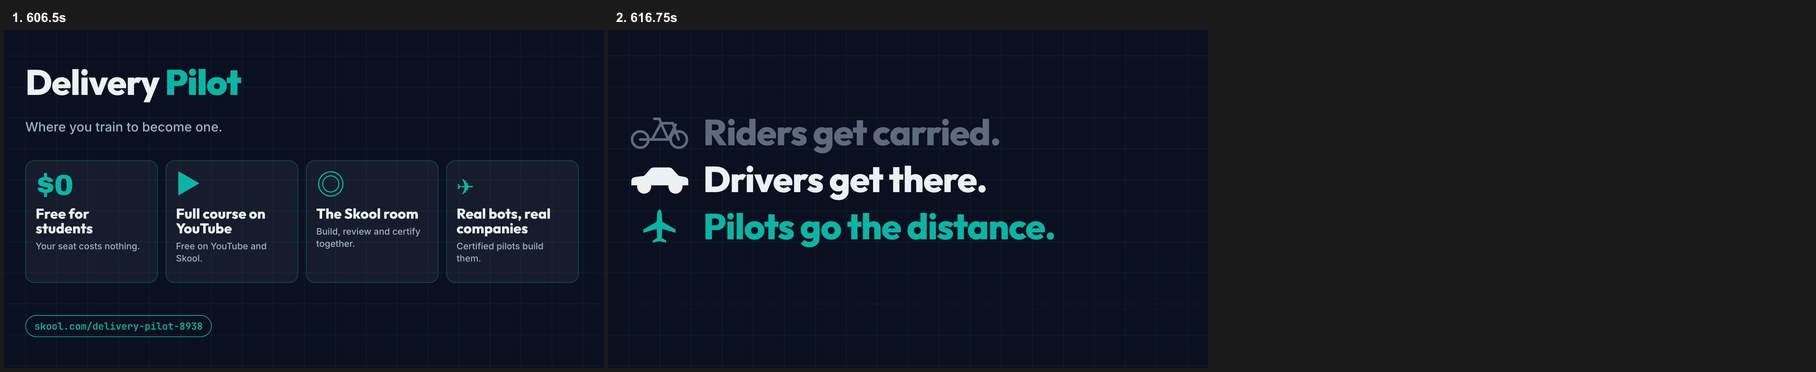 1. 606.5s
Delivery Pilot
Where you train to become one.
$0
Free for
students
Your seat costs nothing.
Full course on
YouTube
Free on YouTube and
Skool.
The Skool room
Build, review and certify
together.
Real bots, real
companies
Certified pilots build
them.
skool.com/delivery-pilot-8938
2. 616.75s
Riders get carried.
Drivers get there.
Pilots go the distance.